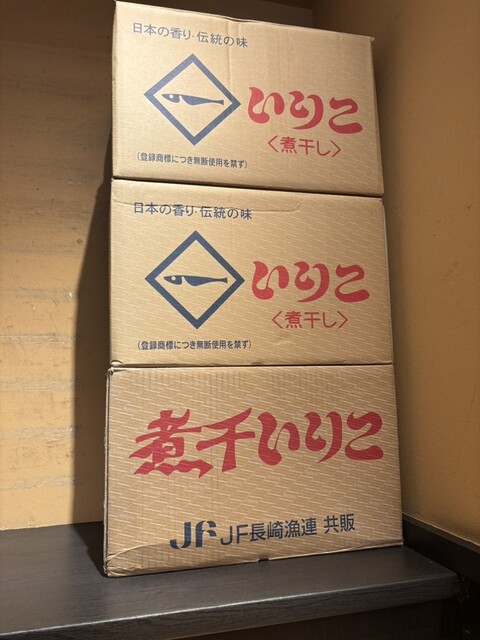 日本の香り・伝統の味
いりこ
〈煮干し〉
(登録商標につき無断使用を禁ず)
日本の香り・伝統の味
いりこ
〈煮干し〉
(登録商標につき無断使用を禁ず)
煮干いりこ
JF JF長崎漁連 共販